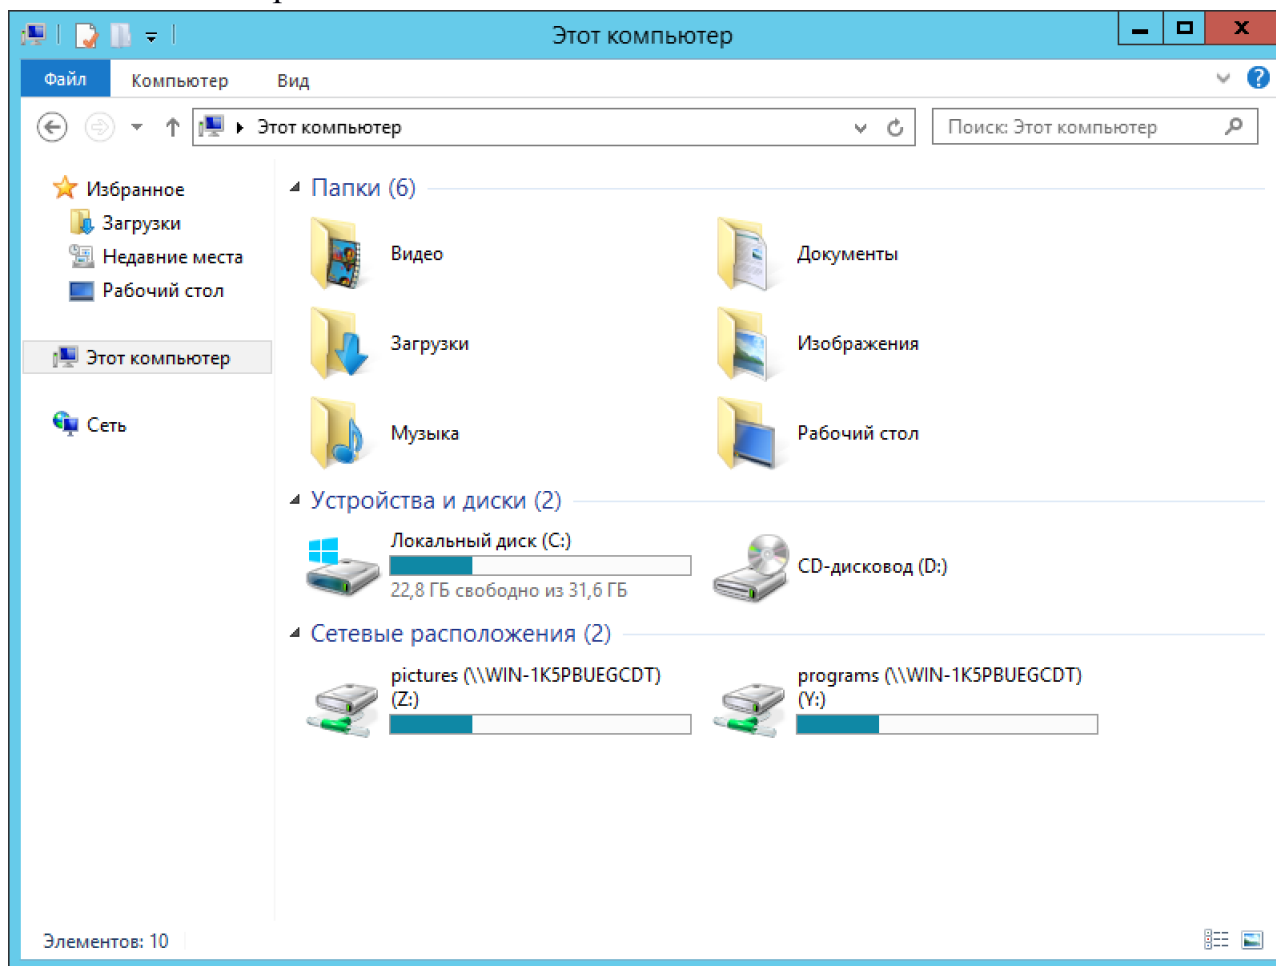 Этот компьютер
Файл Компьютер Вид
Этот компьютер
Поиск: Этот компьютер
Избранное
Загрузки
Недавние места
Рабочий стол
Этот компьютер
Сеть
Папки (6)
Видео
Документы
Загрузки
Изображения
Музыка
Рабочий стол
Устройства и диски (2)
Локальный диск (C:)
22,8 ГБ свободно из 31,6 ГБ
CD-дисковод (D:)
Сетевые расположения (2)
pictures (\\WIN-1K5PBUEGCDT)
(Z:)
programs (\\WIN-1K5PBUEGCDT)
(Y:)
Элементов: 10